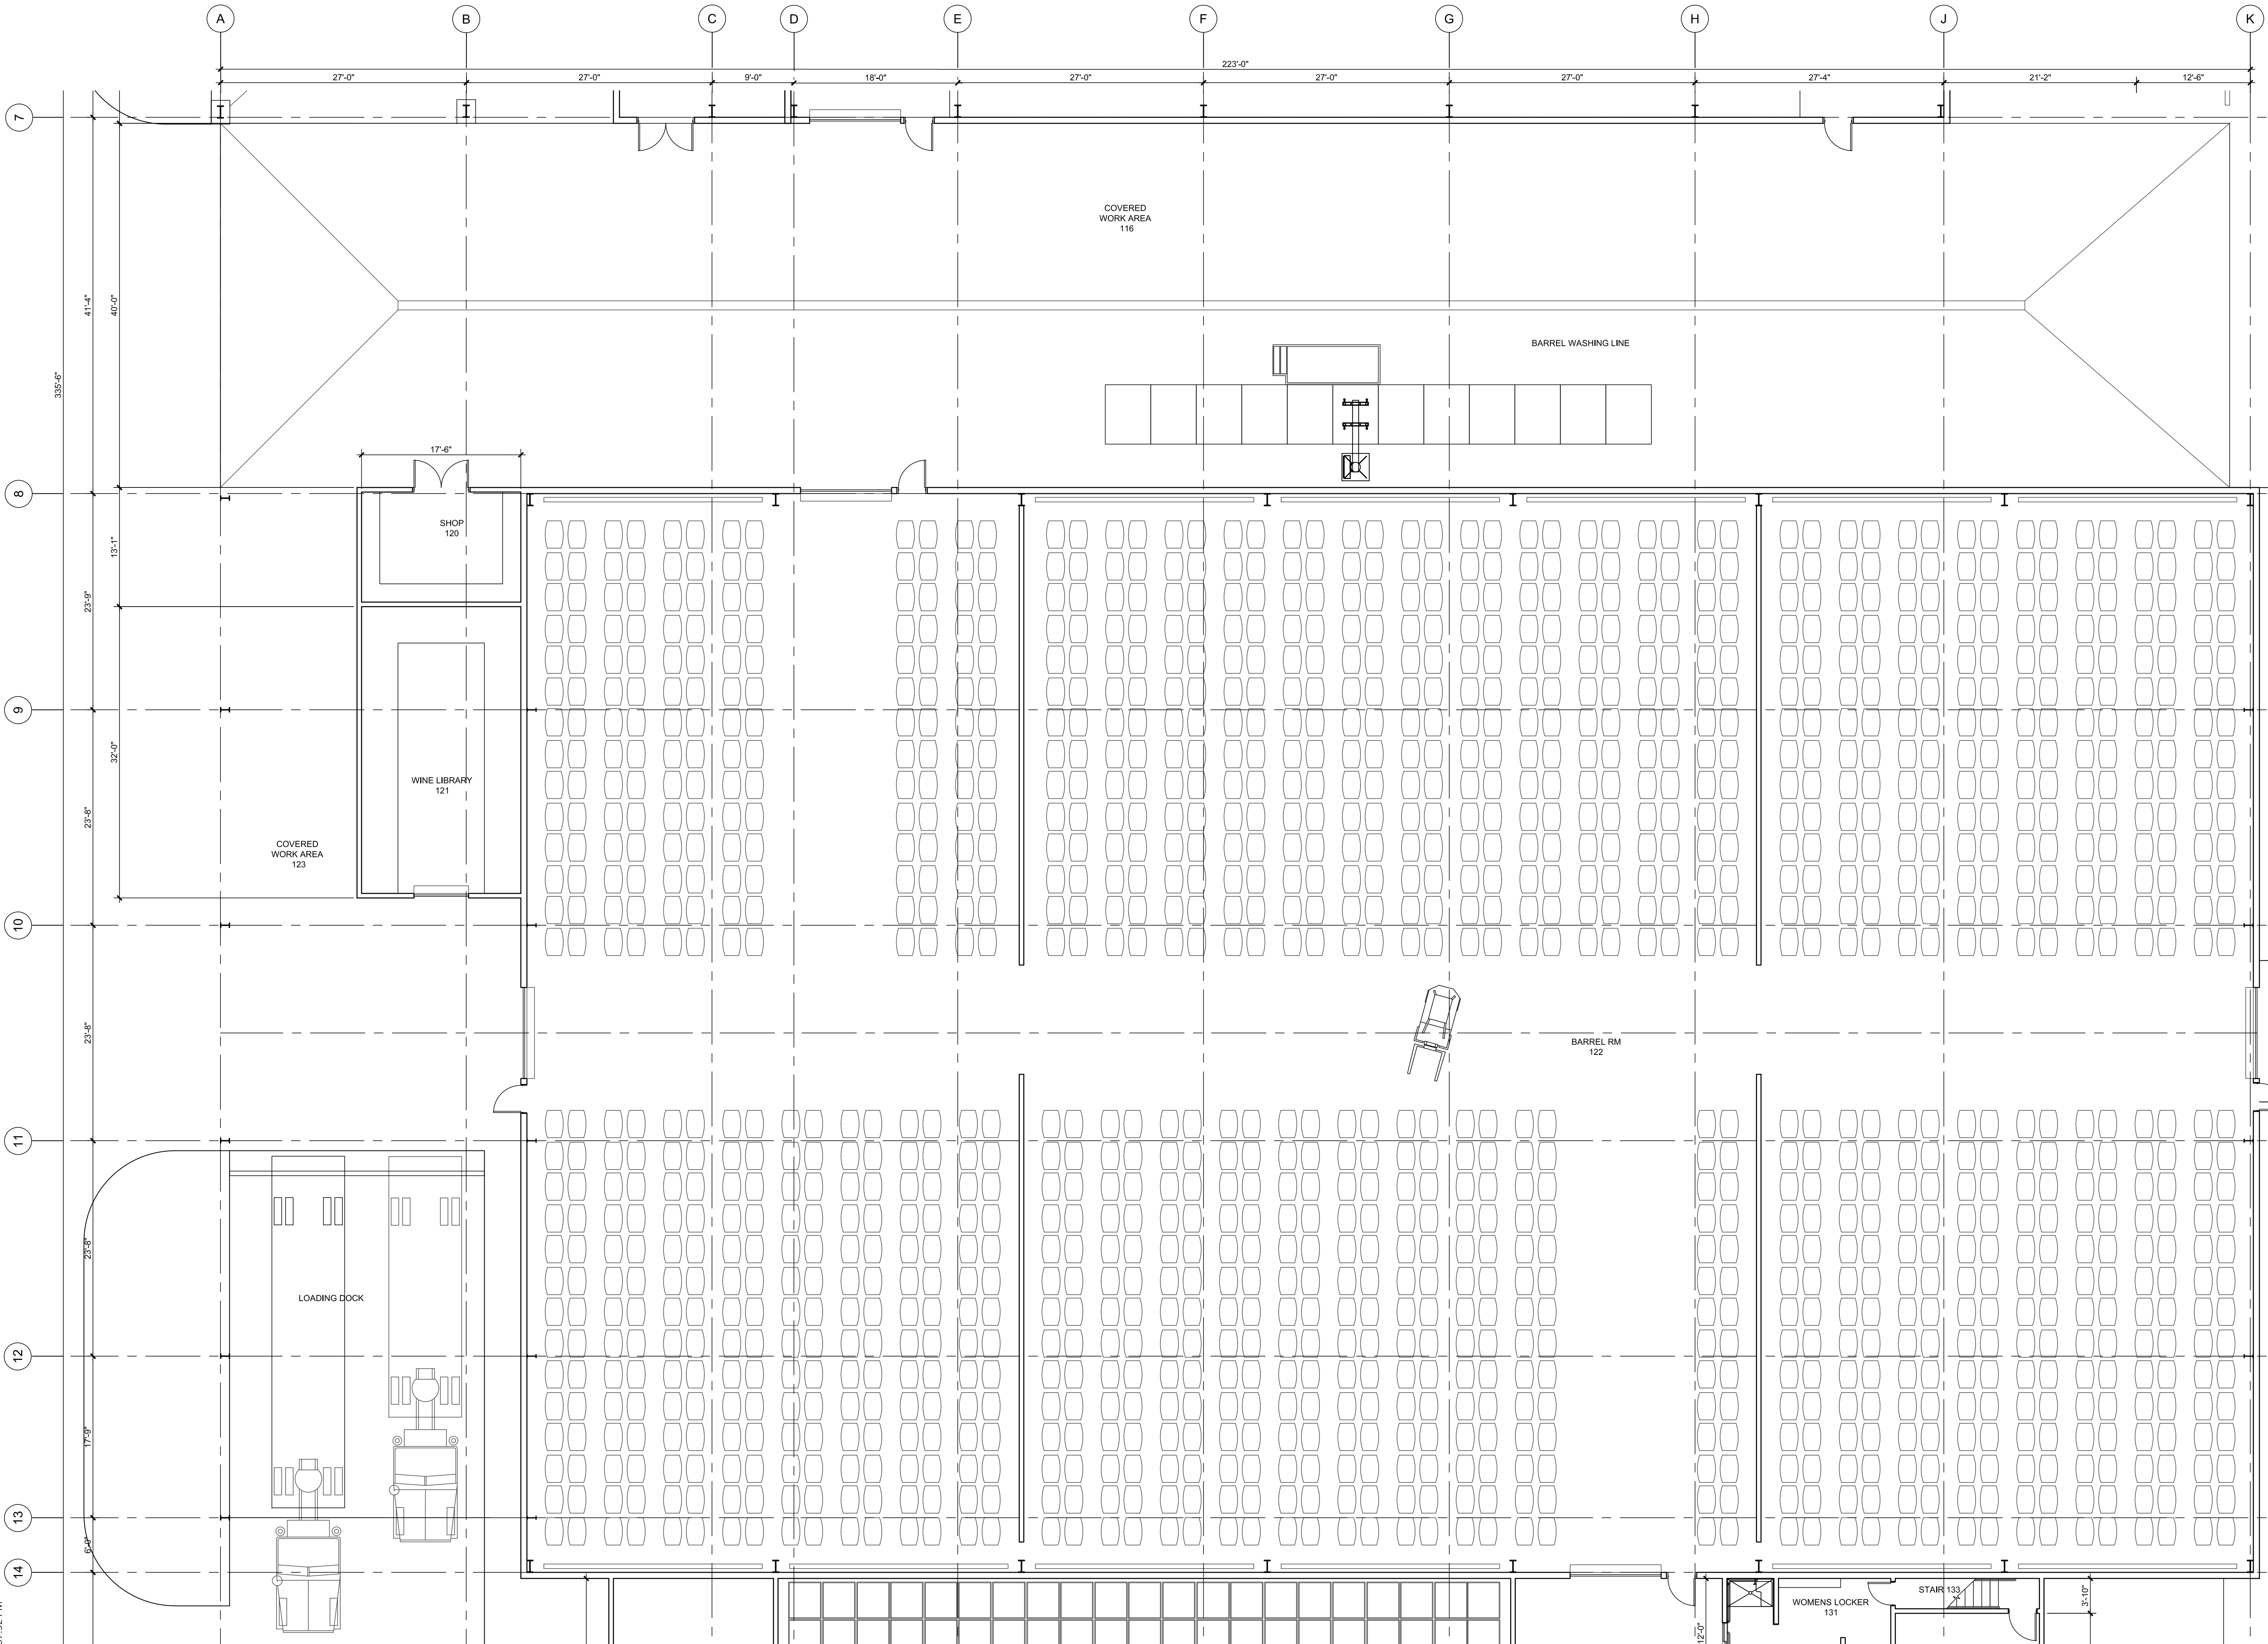 A
B
C
D
E
F
G
H
J
K
223'-0"
27'-0"
27'-0"
9'-0"
18'-0"
27'-0"
27'-0"
27'-0"
27'-4"
21'-2"
12'-6"
7
COVERED
WORK AREA
116
335'-6"
41'-4"
40'-0"
BARREL WASHING LINE
17'-6"
8
SHOP
120
13'-1"
23'-9"
9
32'-0"
WINE LIBRARY
121
23'-8"
COVERED
WORK AREA
123
10
23'-8"
BARREL RM
122
11
23'-8"
LOADING DOCK
12
17'-9"
13
6'-0"
14
WOMENS LOCKER
131
STAIR 133
3'-10"
12'-0"